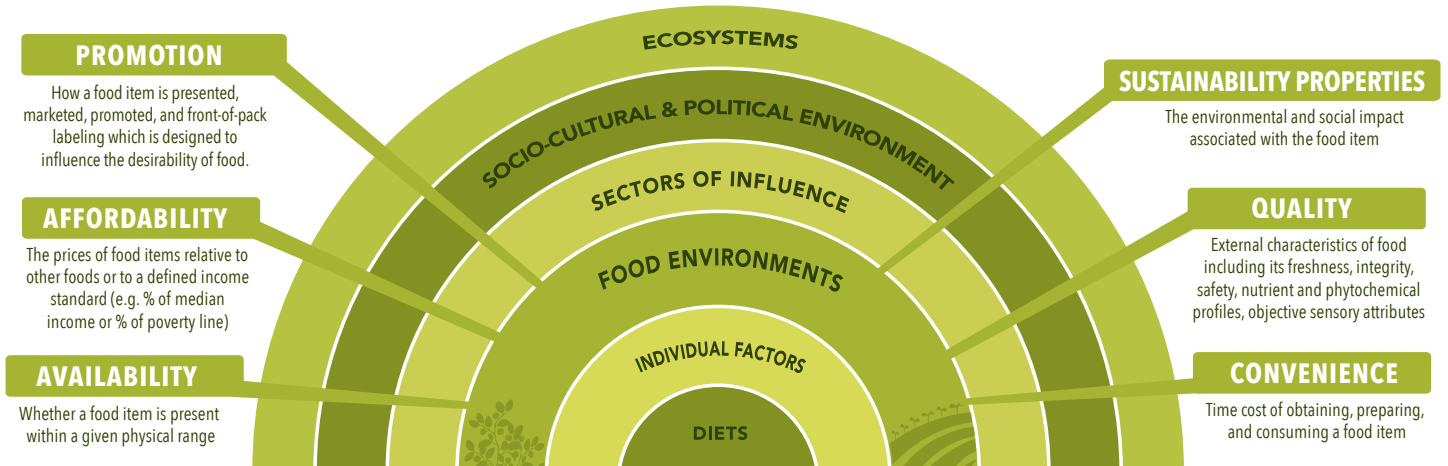 ECOSYSTEMS
SOCIO-CULTURAL & POLITICAL ENVIRONMENT
SECTORS OF INFLUENCE
FOOD ENVIRONMENTS
INDIVIDUAL FACTORS
DIETS
PROMOTION
How a food item is presented,
marketed, promoted, and front-of-pack
labeling which is designed to
influence the desirability of food.
AFFORDABILITY
The prices of food items relative to
other foods or to a defined income
standard (e.g. % of median
income or % of poverty line)
AVAILABILITY
Whether a food item is present
within a given physical range
SUSTAINABILITY PROPERTIES
The environmental and social impact
associated with the food item
QUALITY
External characteristics of food
including its freshness, integrity,
safety, nutrient and phytochemical
profiles, objective sensory attributes
CONVENIENCE
Time cost of obtaining, preparing,
and consuming a food item